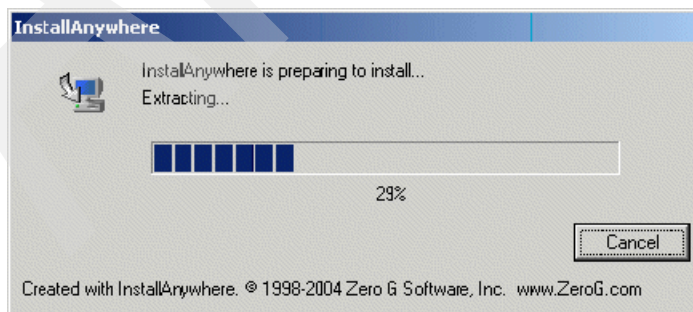 InstallAnywhere
InstallAnywhere is preparing to install...
Extracting...
29%
Cancel
Created with InstallAnywhere. © 1998-2004 Zero G Software, Inc. www.ZeroG.com